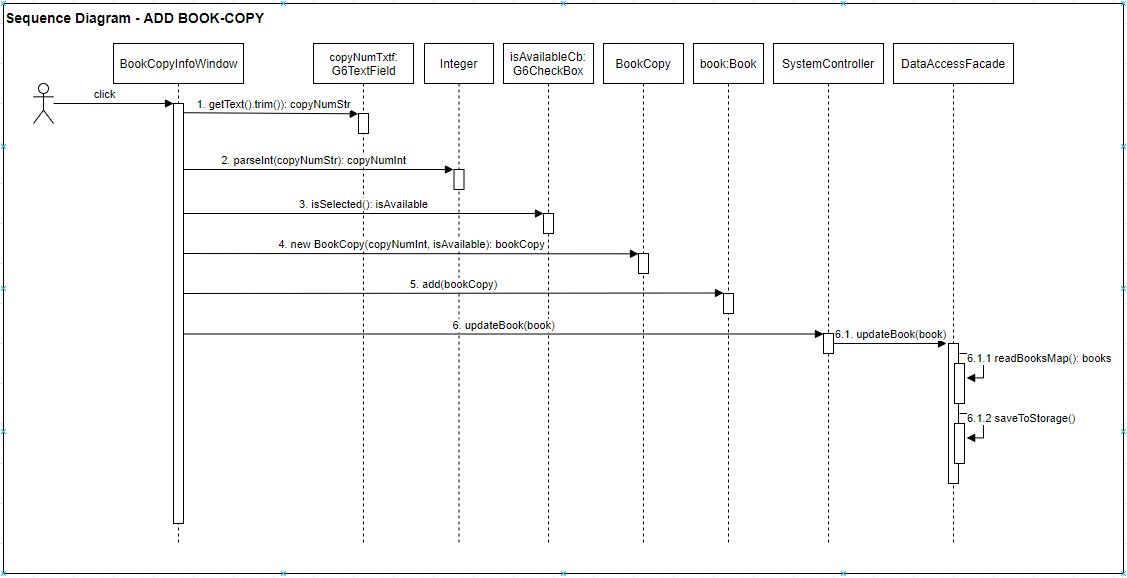 Sequence Diagram - ADD BOOK-COPY
BookCopyInfoWindow
copyNumTxtf:
G6TextField
Integer
isAvailableCb:
G6CheckBox
BookCopy
book:Book
SystemController
DataAccessFacade
click
1. getText().trim()): copyNumStr
2. parseInt(copyNumStr): copyNumInt
3. isSelected(): isAvailable
4. new BookCopy(copyNumInt, isAvailable): bookCopy
5. add(bookCopy)
6. updateBook(book)
6.1. updateBook(book)
6.1.1 readBooksMap(): books
6.1.2 saveToStorage()